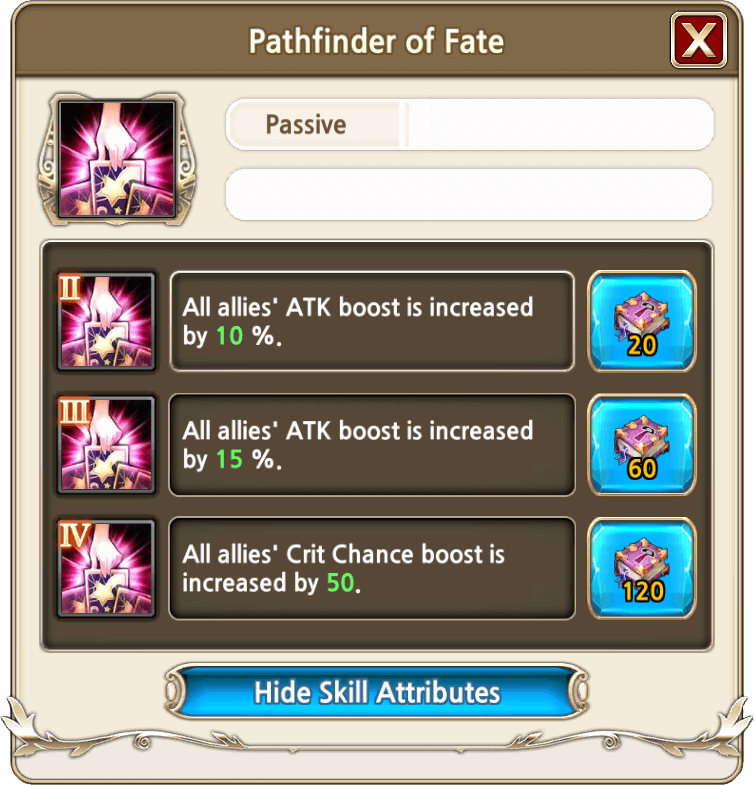 Pathfinder of Fate
X
Passive
II
All allies' ATK boost is increased
by 10 %.
20
III
All allies' ATK boost is increased
by 15 %.
60
IV
All allies' Crit Chance boost is
increased by 50.
120
Hide Skill Attributes